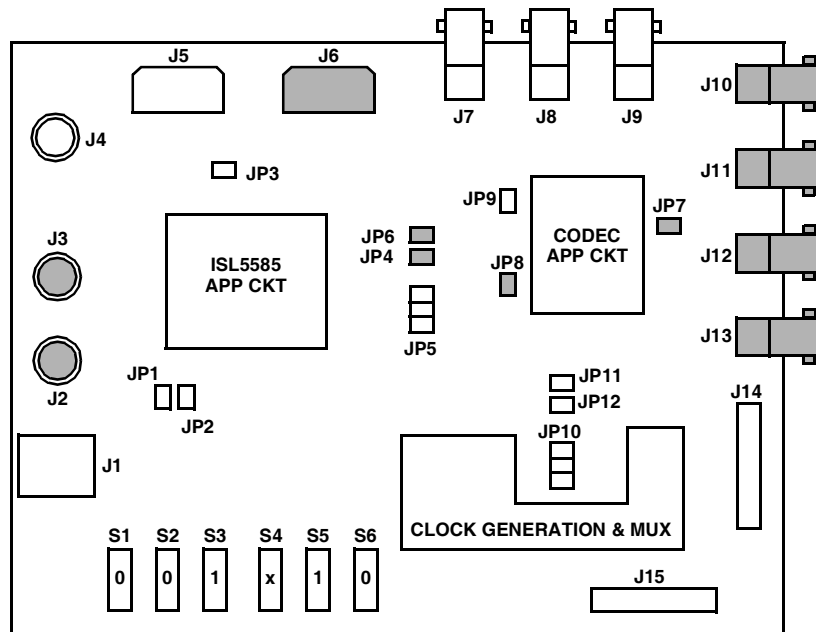 J5
J6
J7
J8
J9
J10
J4
JP3
J11
JP9
JP7
J3
JP6
JP4
ISL5585
APP CKT
CODEC
APP CKT
JP8
J12
JP5
J13
J2
JP1
JP2
JP11
JP12
JP10
J14
J1
CLOCK GENERATION & MUX
S1
S2
S3
S4
S5
S6
0
0
1
x
1
0
J15